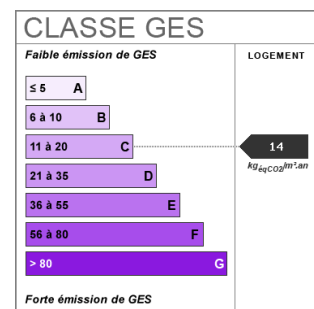 CLASSE GES
Faible émission de GES
LOGEMENT
≤ 5 A
6 à 10 B
11 à 20 C
14
kgéqCO2/m².an
21 à 35 D
36 à 55 E
56 à 80 F
> 80 G
Forte émission de GES